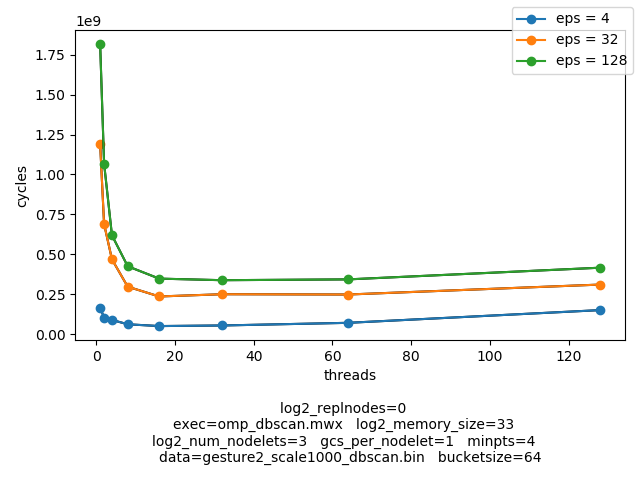 1e9
eps = 4
eps = 32
eps = 128
1.75
1.50
1.25
1.00
0.75
0.50
0.25
0.00
cycles
0 20 40 60 80 100 120
threads
log2_replnodes=0
exec=omp_dbscan.mwx log2_memory_size=33
log2_num_nodelets=3 gcs_per_nodelet=1 minpts=4
data=gesture2_scale1000_dbscan.bin bucketsize=64